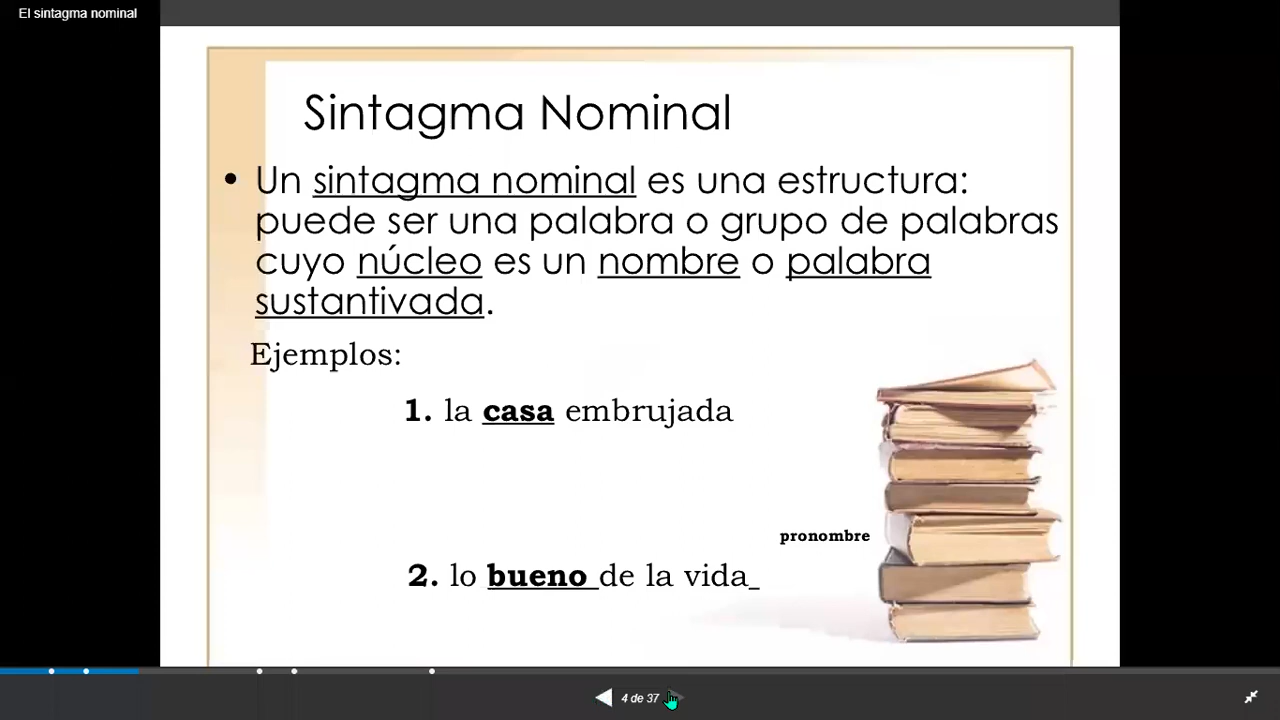 El sintagma nominal
Sintagma Nominal
• Un sintagma nominal es una estructura:
puede ser una palabra o grupo de palabras
cuyo núcleo es un nombre o palabra
sustantivada.
Ejemplos:
1. la casa embrujada
pronombre
2. lo bueno de la vida_
4 de 37